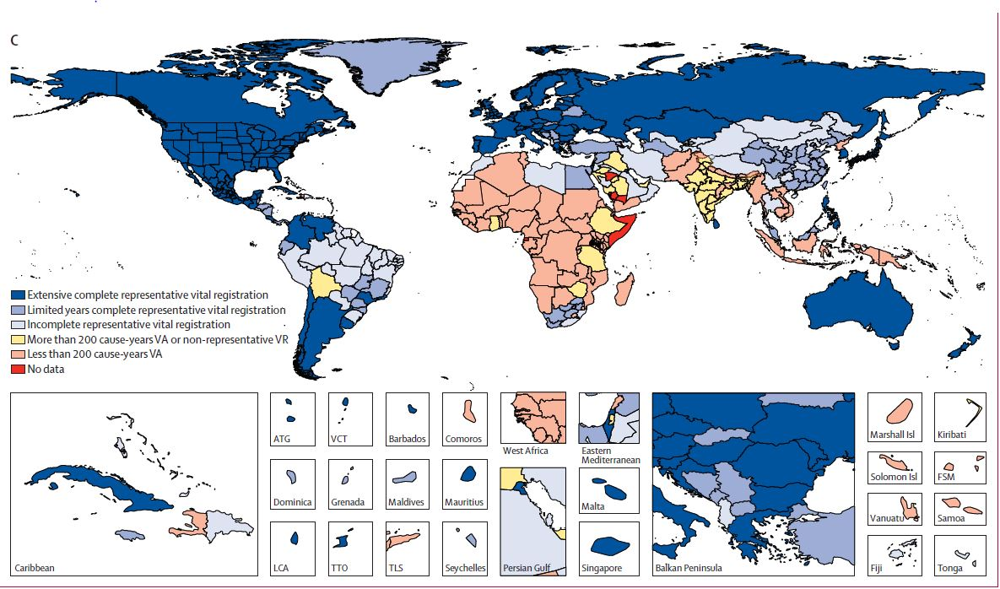 C
Extensive complete representative vital registration
Limited years complete representative vital registration
Incomplete representative vital registration
More than 200 cause-years VA or non-representative VR
Less than 200 cause-years VA
No data
Caribbean
ATG
VCT
Barbados
Comoros
West Africa
Eastern
Mediterranean
Marshall Isl
Kiribati
Dominica
Grenada
Maldives
Mauritius
Malta
Solomon Isl
FSM
Vanuatu
Samoa
LCA
TTO
TLS
Seychelles
Persian Gulf
Singapore
Balkan Peninsula
Fiji
Tonga